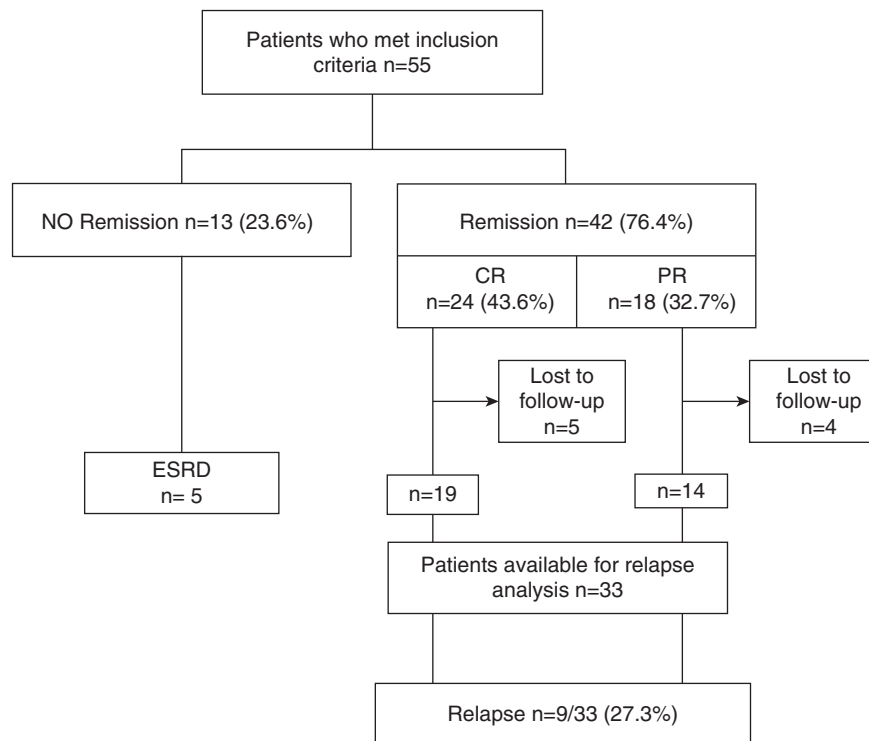 Patients who met inclusion
criteria n=55
NO Remission n=13 (23.6%)
Remission n=42 (76.4%)
CR
n=24 (43.6%)
PR
n=18 (32.7%)
Lost to
follow-up
n=5
Lost to
follow-up
n=4
ESRD
n= 5
n=19
n=14
Patients available for relapse
analysis n=33
Relapse n=9/33 (27.3%)